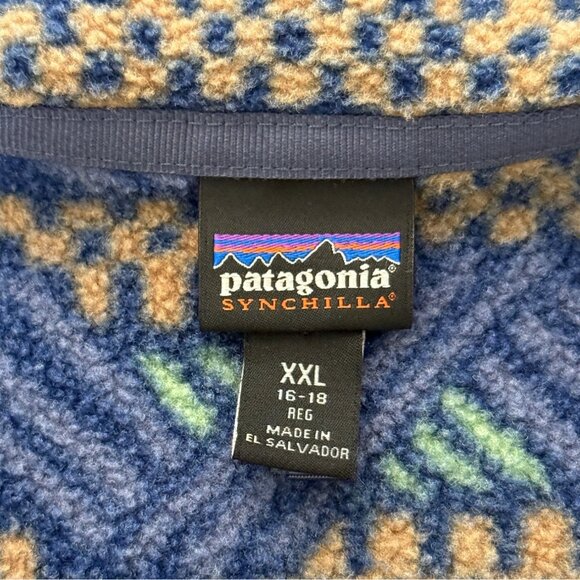 patagonia®
SYNCHILLA®
XXL
16-18
REG
MADE IN
EL SALVADOR